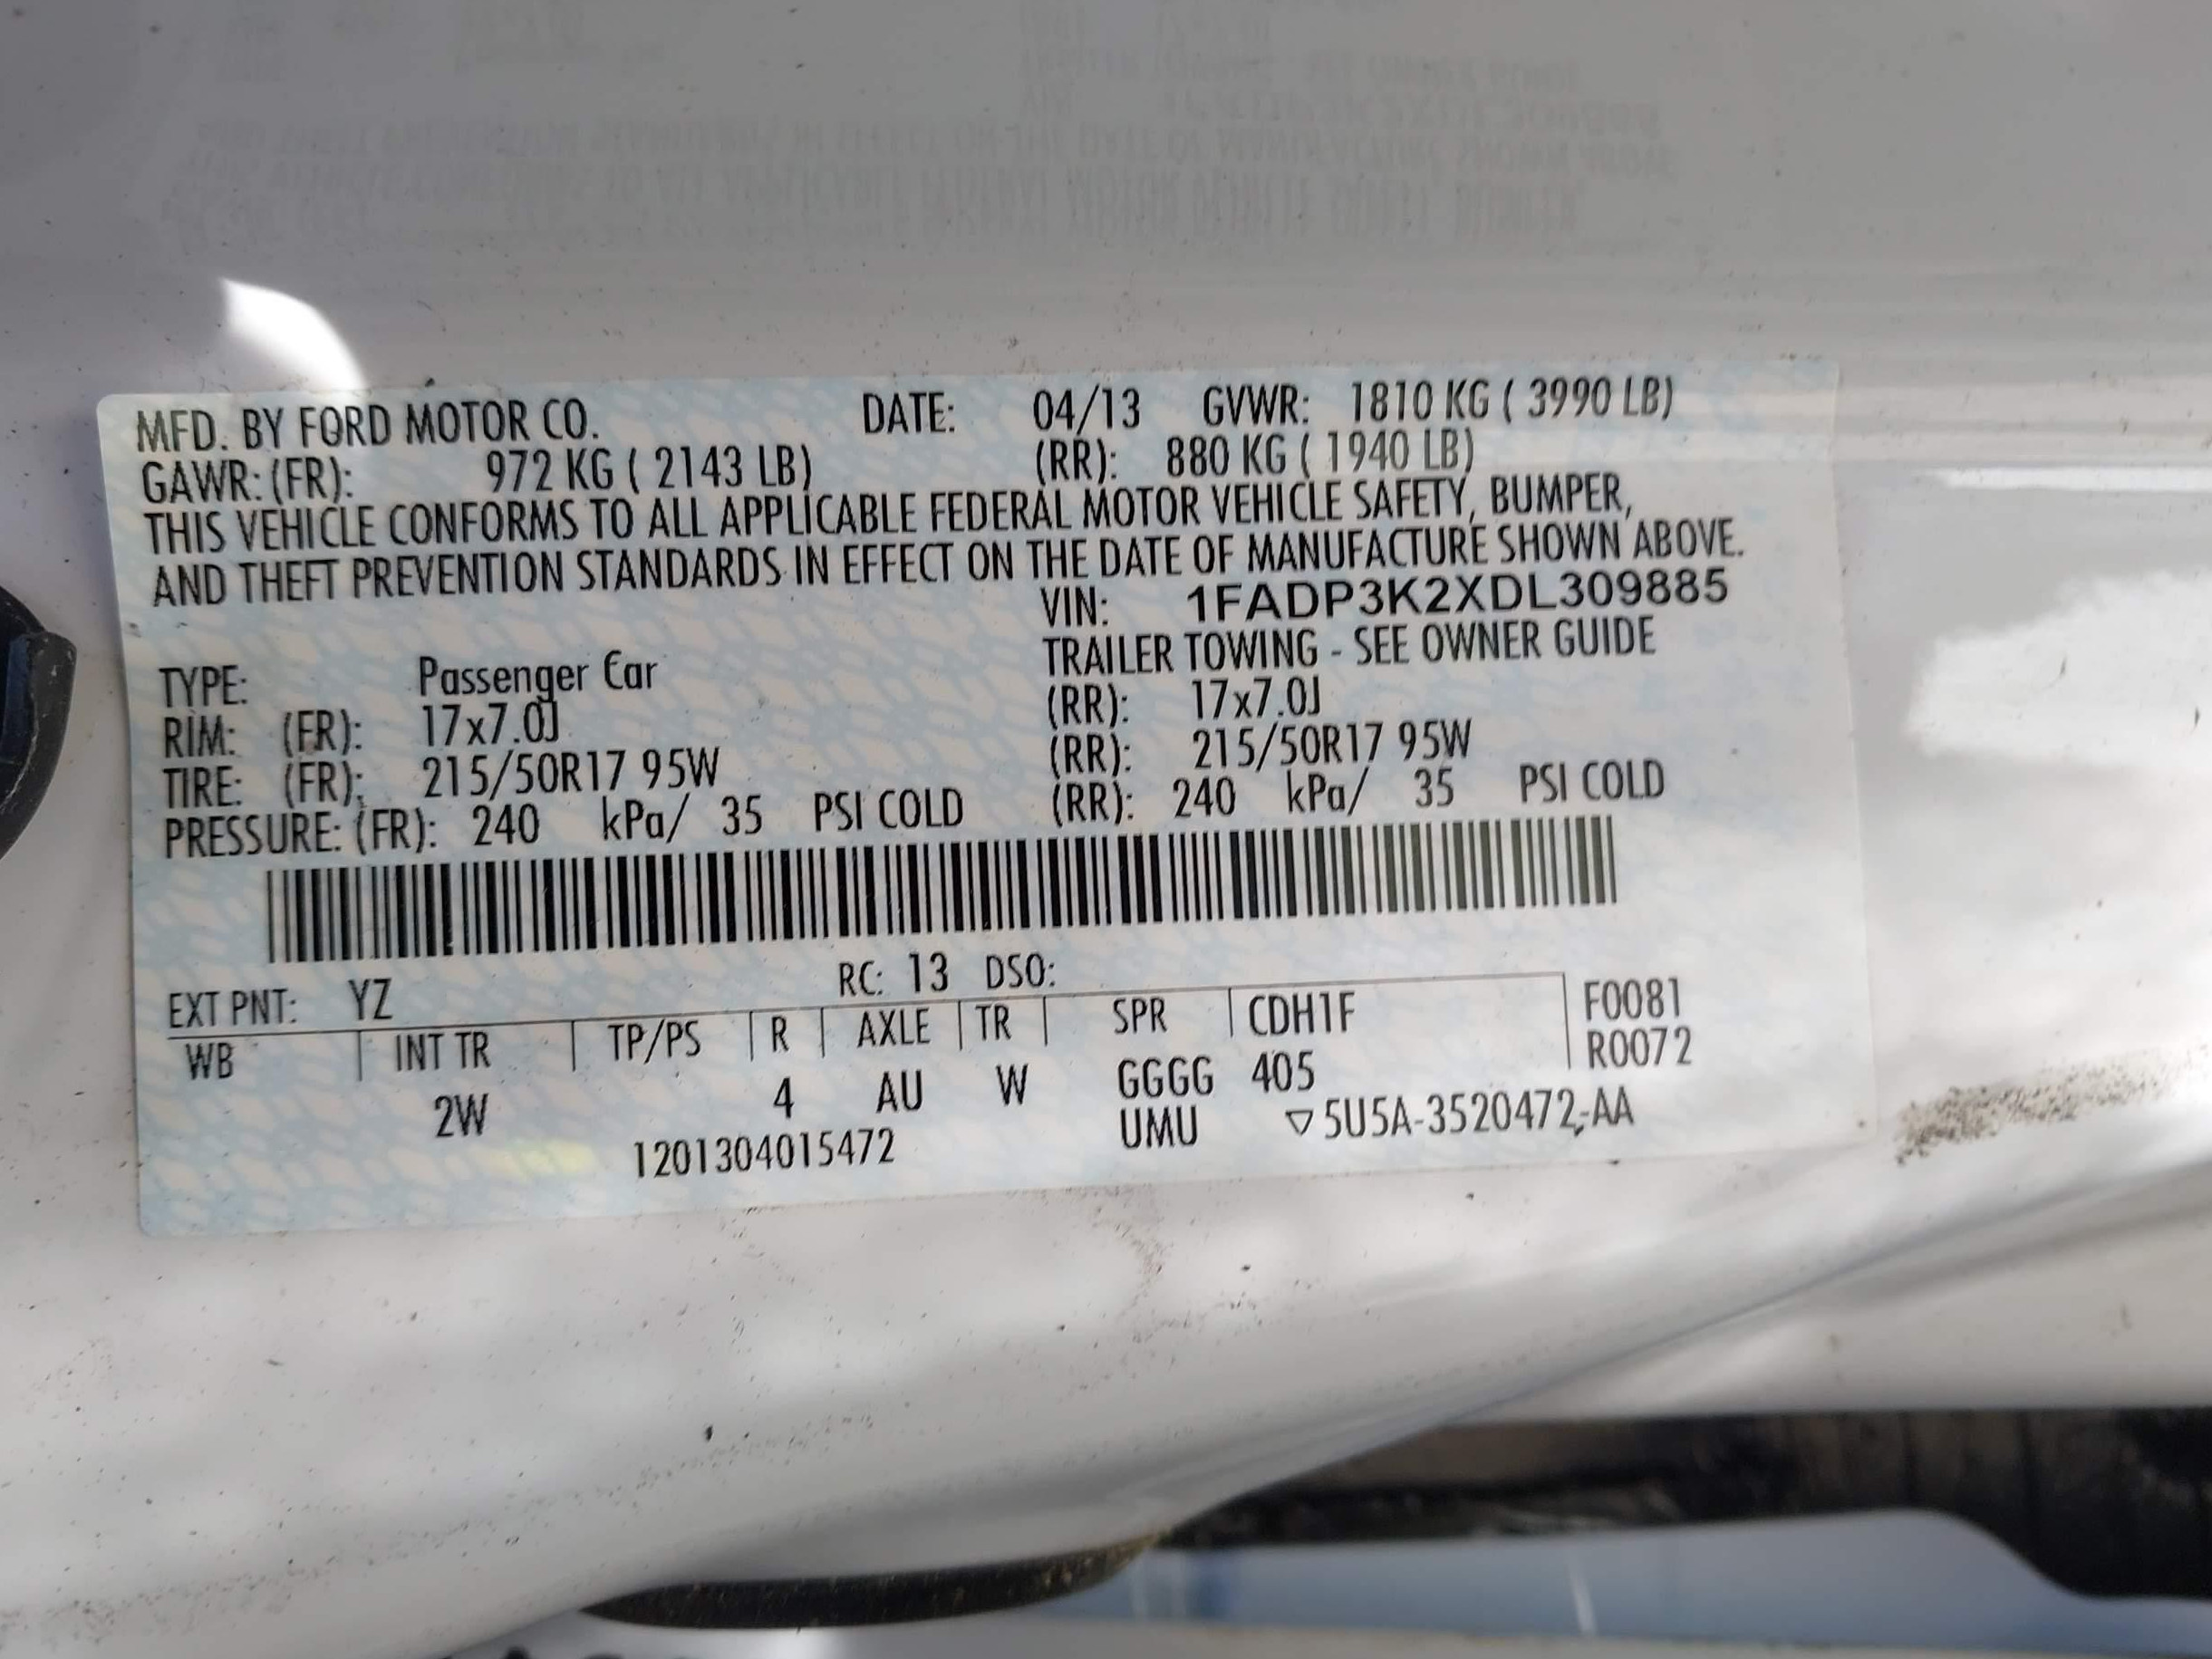 MFD. BY FORD MOTOR CO. DATE: 04/13 GVWR: 1810 KG ( 3990 LB)
GAWR: (FR): 972 KG ( 2143 LB) (RR): 880 KG ( 1940 LB)
THIS VEHICLE CONFORMS TO ALL APPLICABLE FEDERAL MOTOR VEHICLE SAFETY, BUMPER,
AND THEFT PREVENTION STANDARDS IN EFFECT ON THE DATE OF MANUFACTURE SHOWN ABOVE.
VIN: 1FADP3K2XDL309885
TYPE: Passenger Car TRAILER TOWING - SEE OWNER GUIDE
RIM: (FR): 17x7.0J (RR): 17x7.0J
TIRE: (FR): 215/50R17 95W (RR): 215/50R17 95W
PRESSURE: (FR): 240 kPa/ 35 PSI COLD (RR): 240 kPa/ 35 PSI COLD
EXT PNT: YZ RC: 13 DSO: F0081
WB INT TR TP/PS R AXLE TR SPR CDH1F R0072
2W 4 AU W GGGG 405
1201304015472 UMU ▽5U5A-3520472-AA